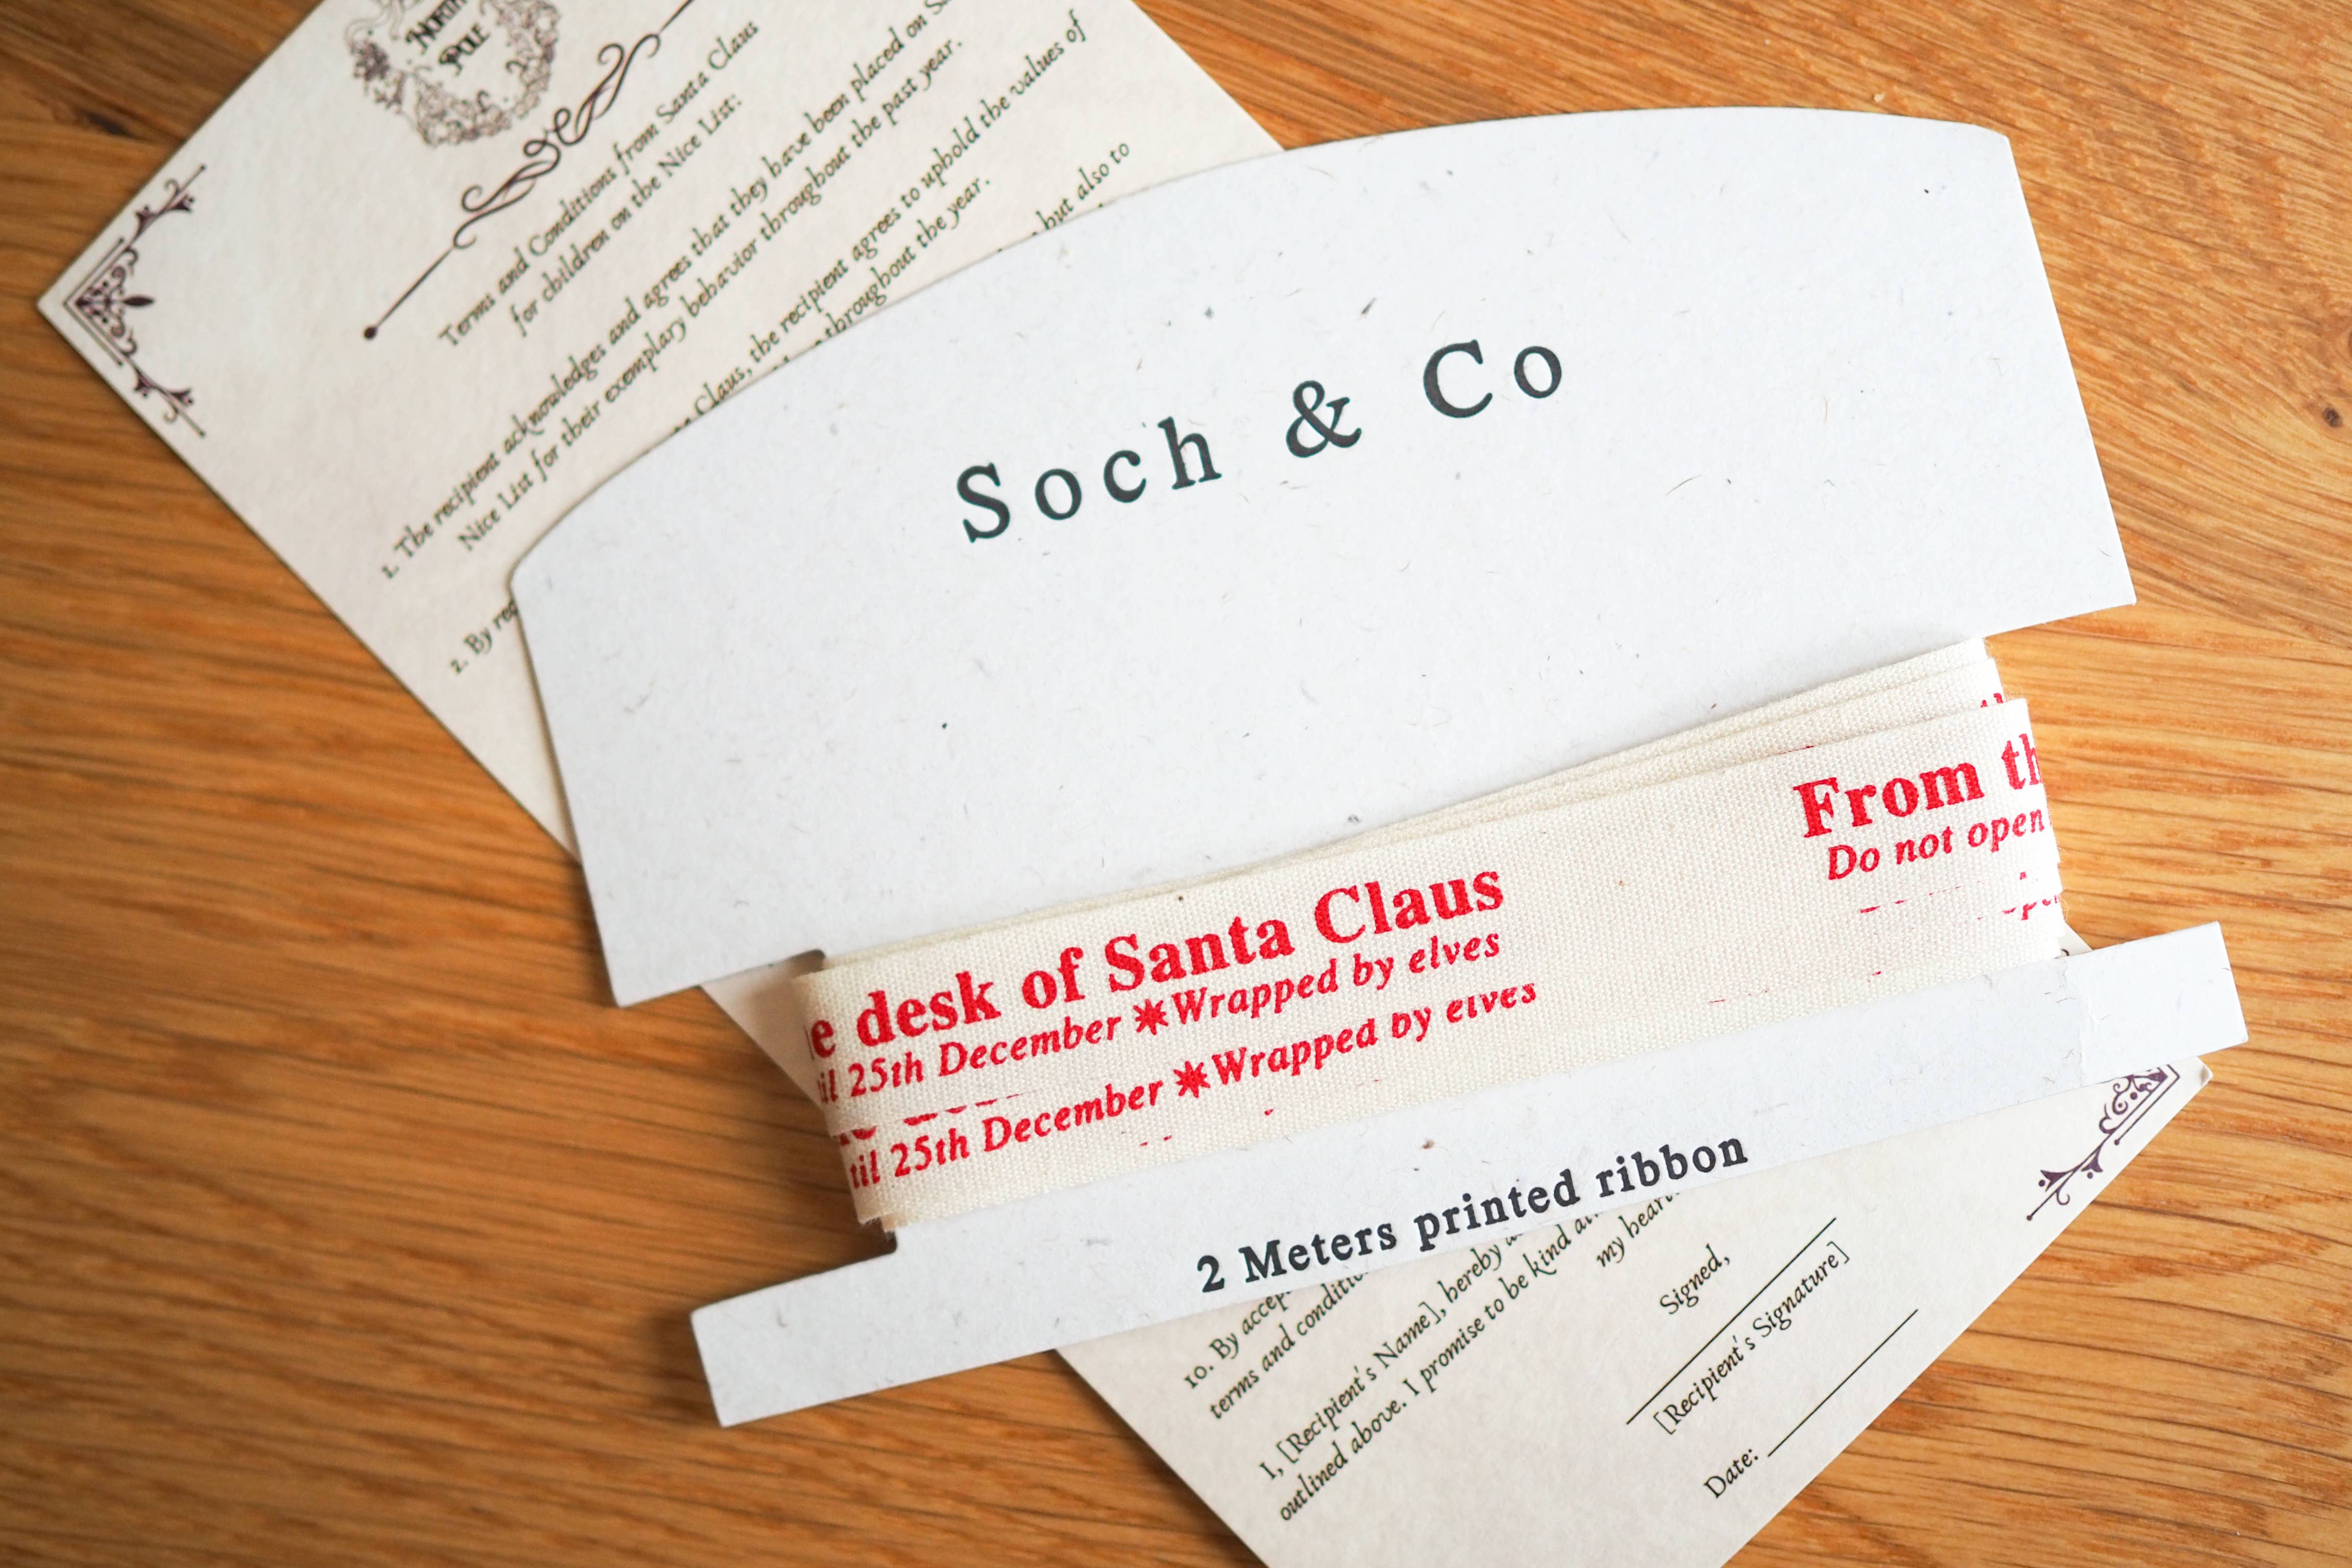 NORTH
POLE
Terms and Conditions from Santa Claus
for children on the Nice List:
1. The recipient acknowledges and agrees that they have been placed on
Nice List for their exemplary behavior throughout the past year.
2. By
Claus, the recipient agrees to uphold the values of
throughout the year.
but also to
Soch & Co
From th
Do not open
e desk of Santa Claus
til 25th December ✷Wrapped by elves
til 25th December ✷Wrapped by elves
2 Meters printed ribbon
10. By
terms and
I, [Recipient's Name], hereby
outlined above. I promise to be kind
my
Signed,
[Recipient's Signature]
Date: